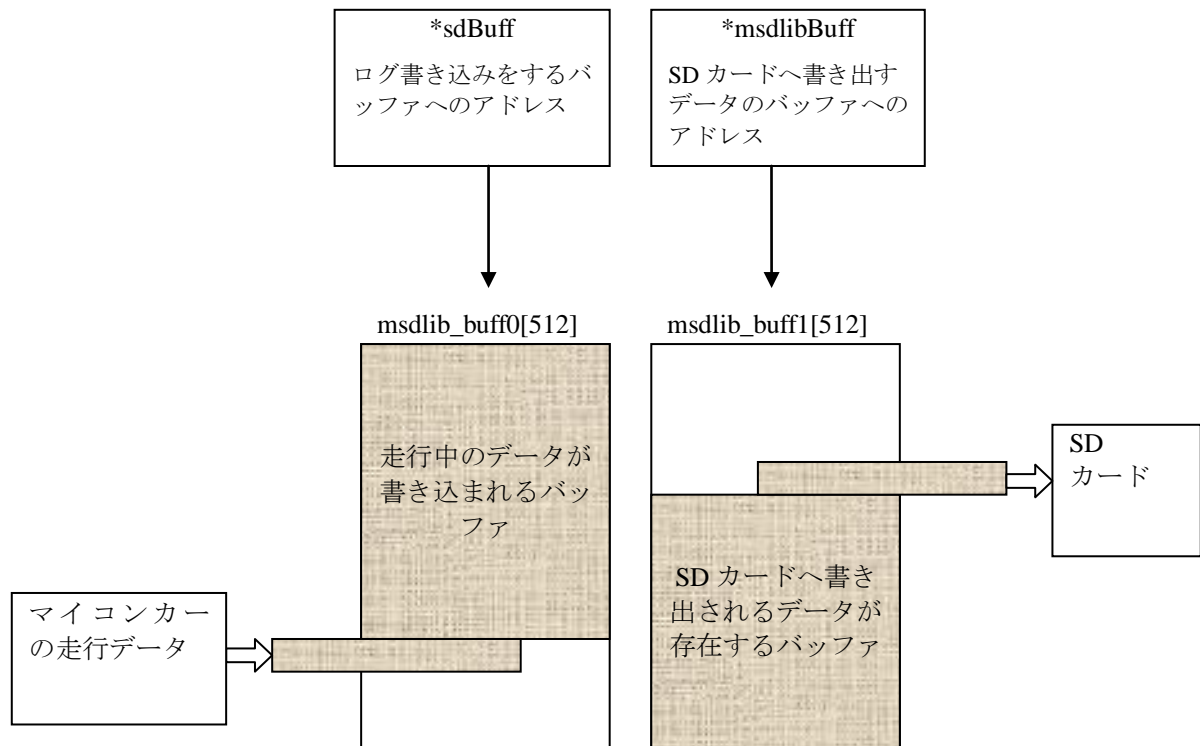 *sdBuff
ログ書き込みをするバ
ッファへのアドレス
*msdlibBuff
SD カードへ書き出す
データのバッファへの
アドレス
msdlib_buff0[512]
msdlib_buff1[512]
走行中のデータが
書き込まれるバッ
ファ
SD
カード
SD カードへ書き
出されるデータが
存在するバッファ
マイコンカー
の走行データ